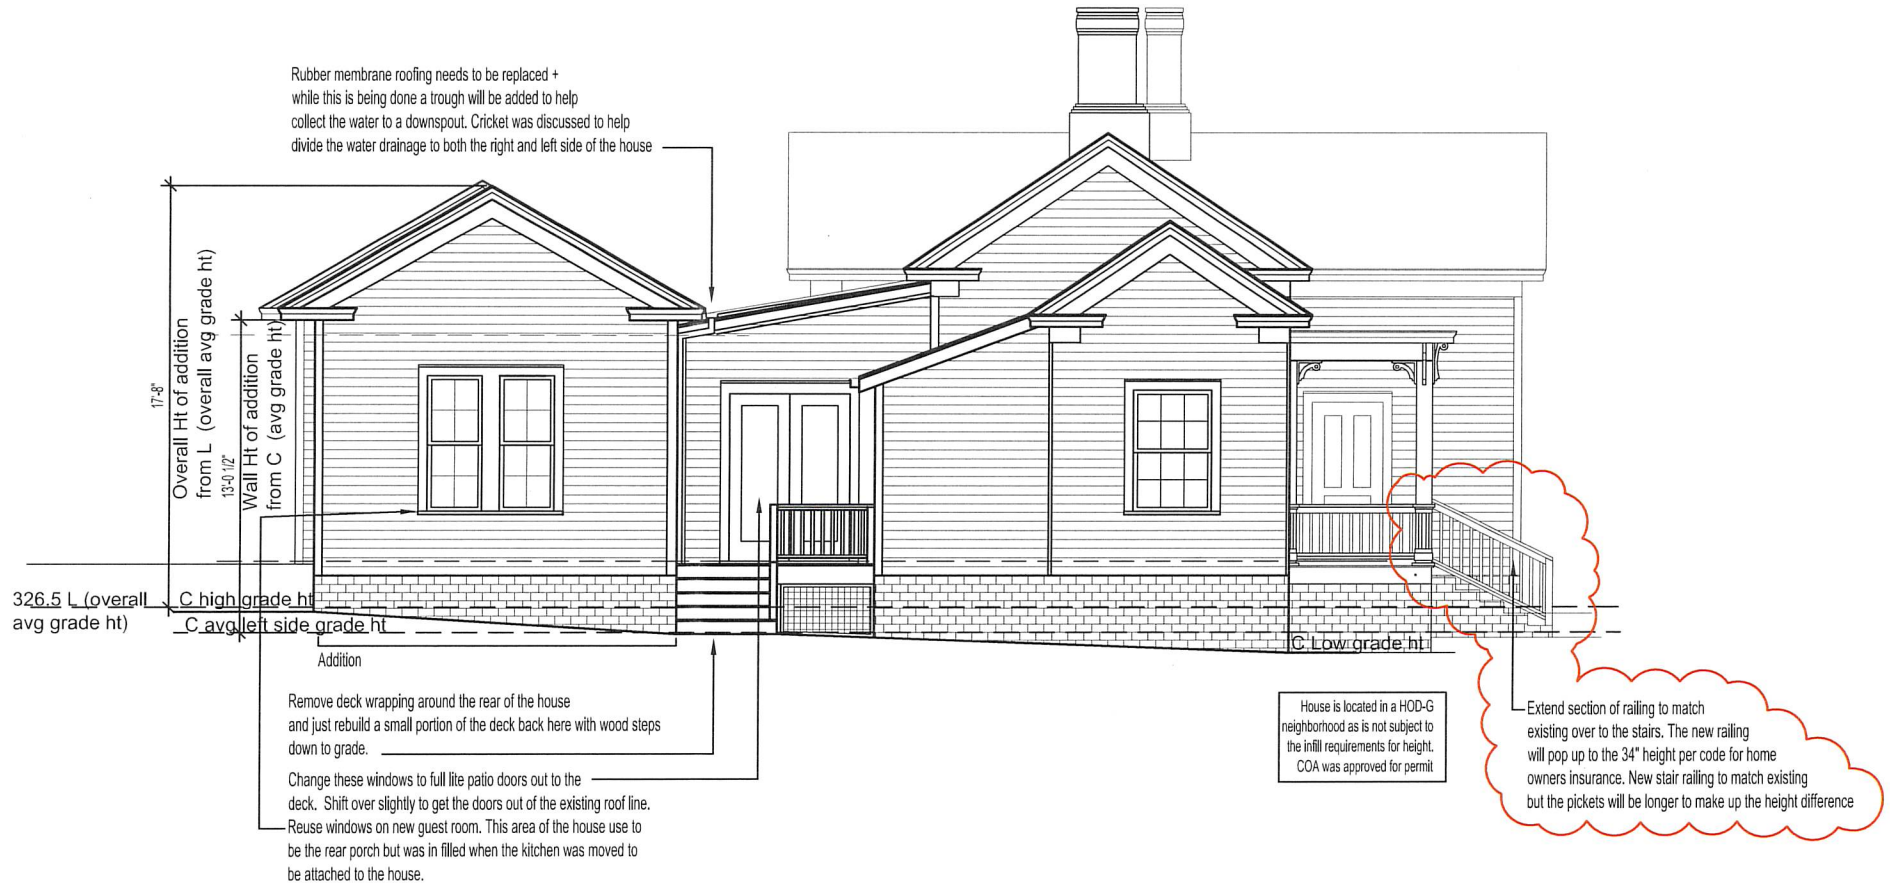 Rubber membrane roofing needs to be replaced +
while this is being done a trough will be added to help
collect the water to a downspout. Cricket was discussed to help
divide the water drainage to both the right and left side of the house
17'-8"
Overall Ht of addition
from L (overall avg grade ht)
13'-0 1/2"
Wall Ht of addition
from C (avg grade ht)
326.5 L (overall
avg grade ht)
C high grade ht
C avg left side grade ht
Addition
C Low grade ht
Remove deck wrapping around the rear of the house
and just rebuild a small portion of the deck back here with wood steps
down to grade.
Change these windows to full lite patio doors out to the
deck. Shift over slightly to get the doors out of the existing roof line.
Reuse windows on new guest room. This area of the house use to
be the rear porch but was in filled when the kitchen was moved to
be attached to the house.
House is located in a HOD-G
neighborhood as is not subject to
the infill requirements for height.
COA was approved for permit
Extend section of railing to match
existing over to the stairs. The new railing
will pop up to the 34" height per code for home
owners insurance. New stair railing to match existing
but the pickets will be longer to make up the height difference